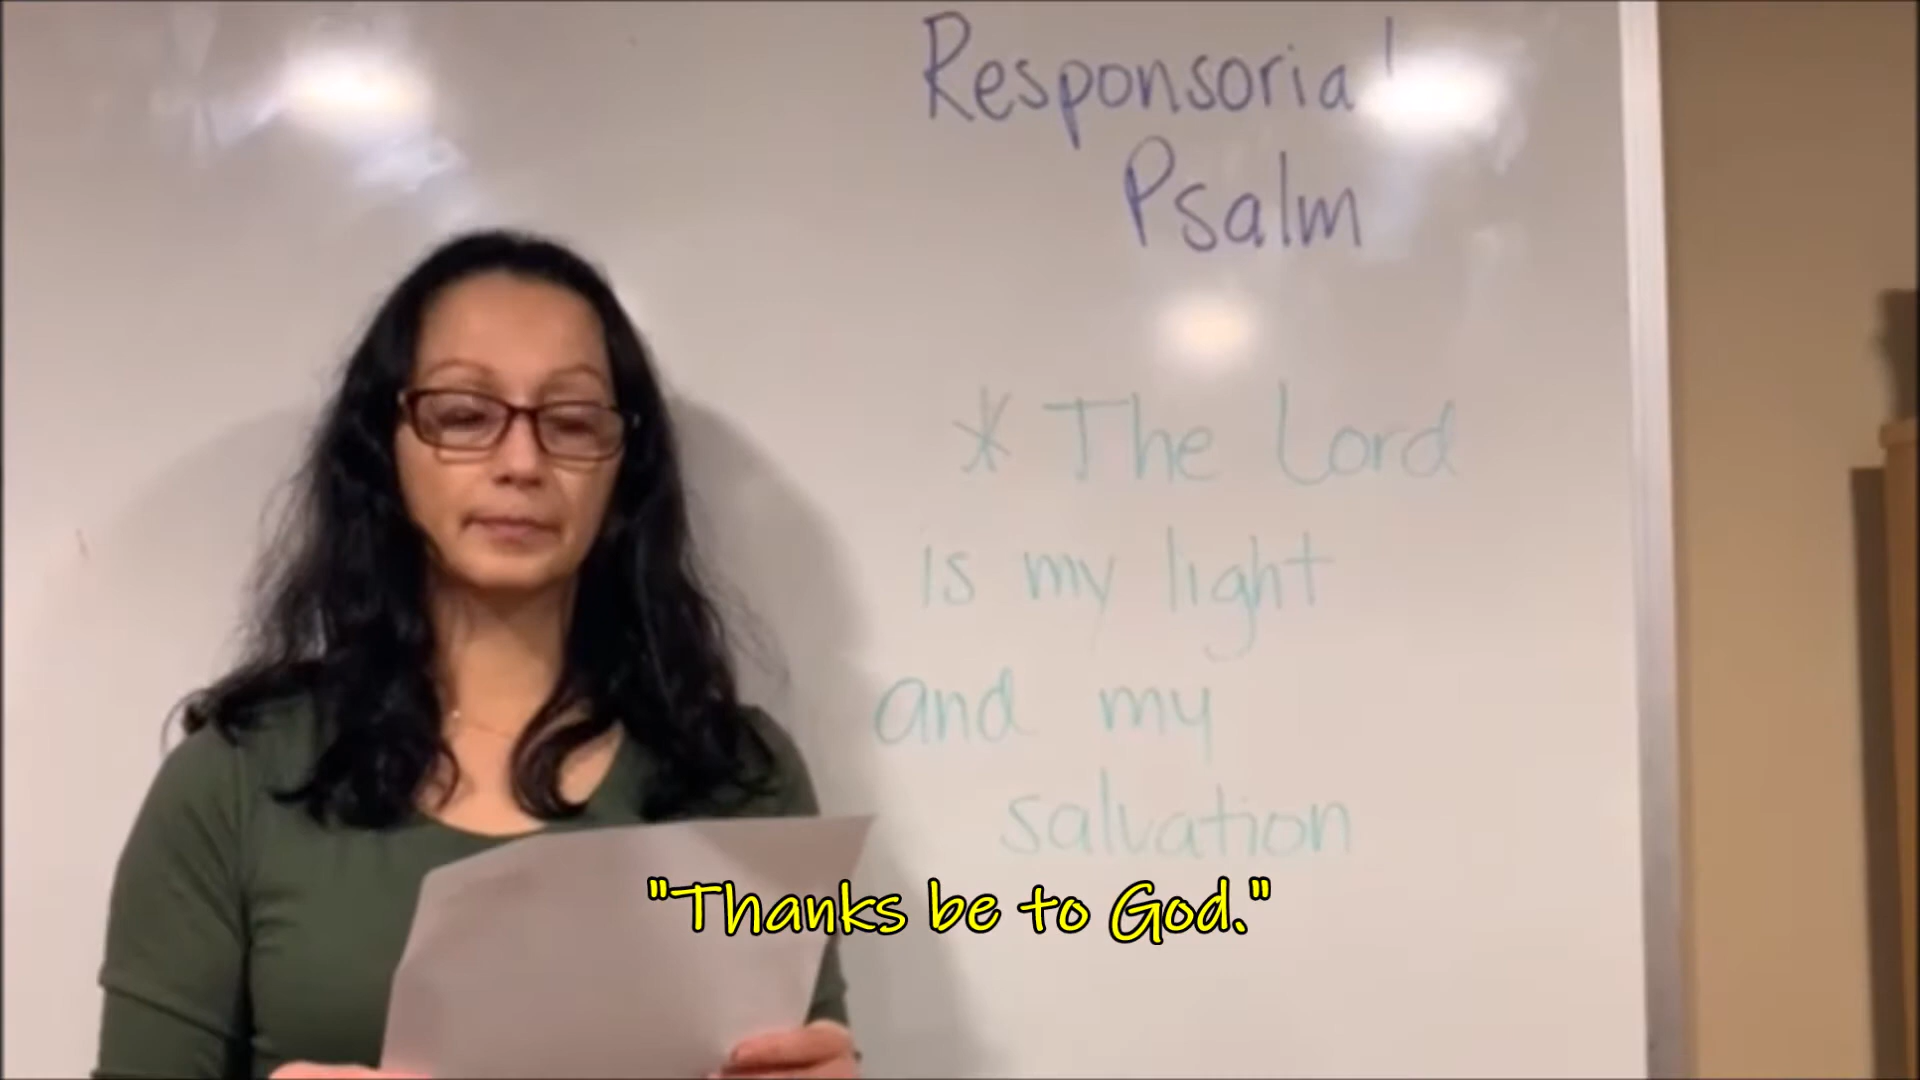 Responsorial
Psalm
* The Lord
is my light
and my
salvation
"Thanks be to God."